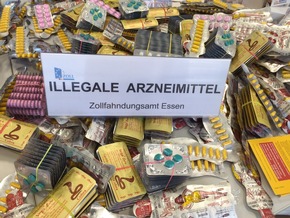 ILLEGALE ARZNEIMITTEL
Zollfahndungsamt Essen